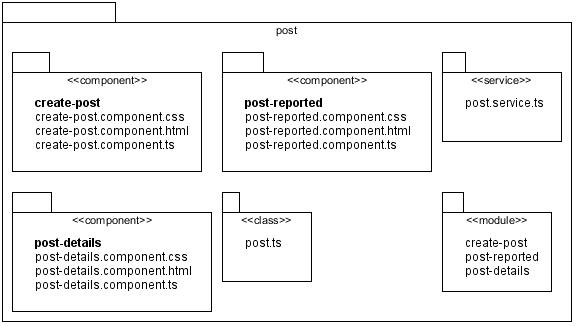 post
<<component>>
create-post
create-post.component.css
create-post.component.html
create-post.component.ts
<<component>>
post-reported
post-reported.component.css
post-reported.component.html
post-reported.component.ts
<<service>>
post.service.ts
<<component>>
post-details
post-details.component.css
post-details.component.html
post-details.component.ts
<<class>>
post.ts
<<module>>
create-post
post-reported
post-details